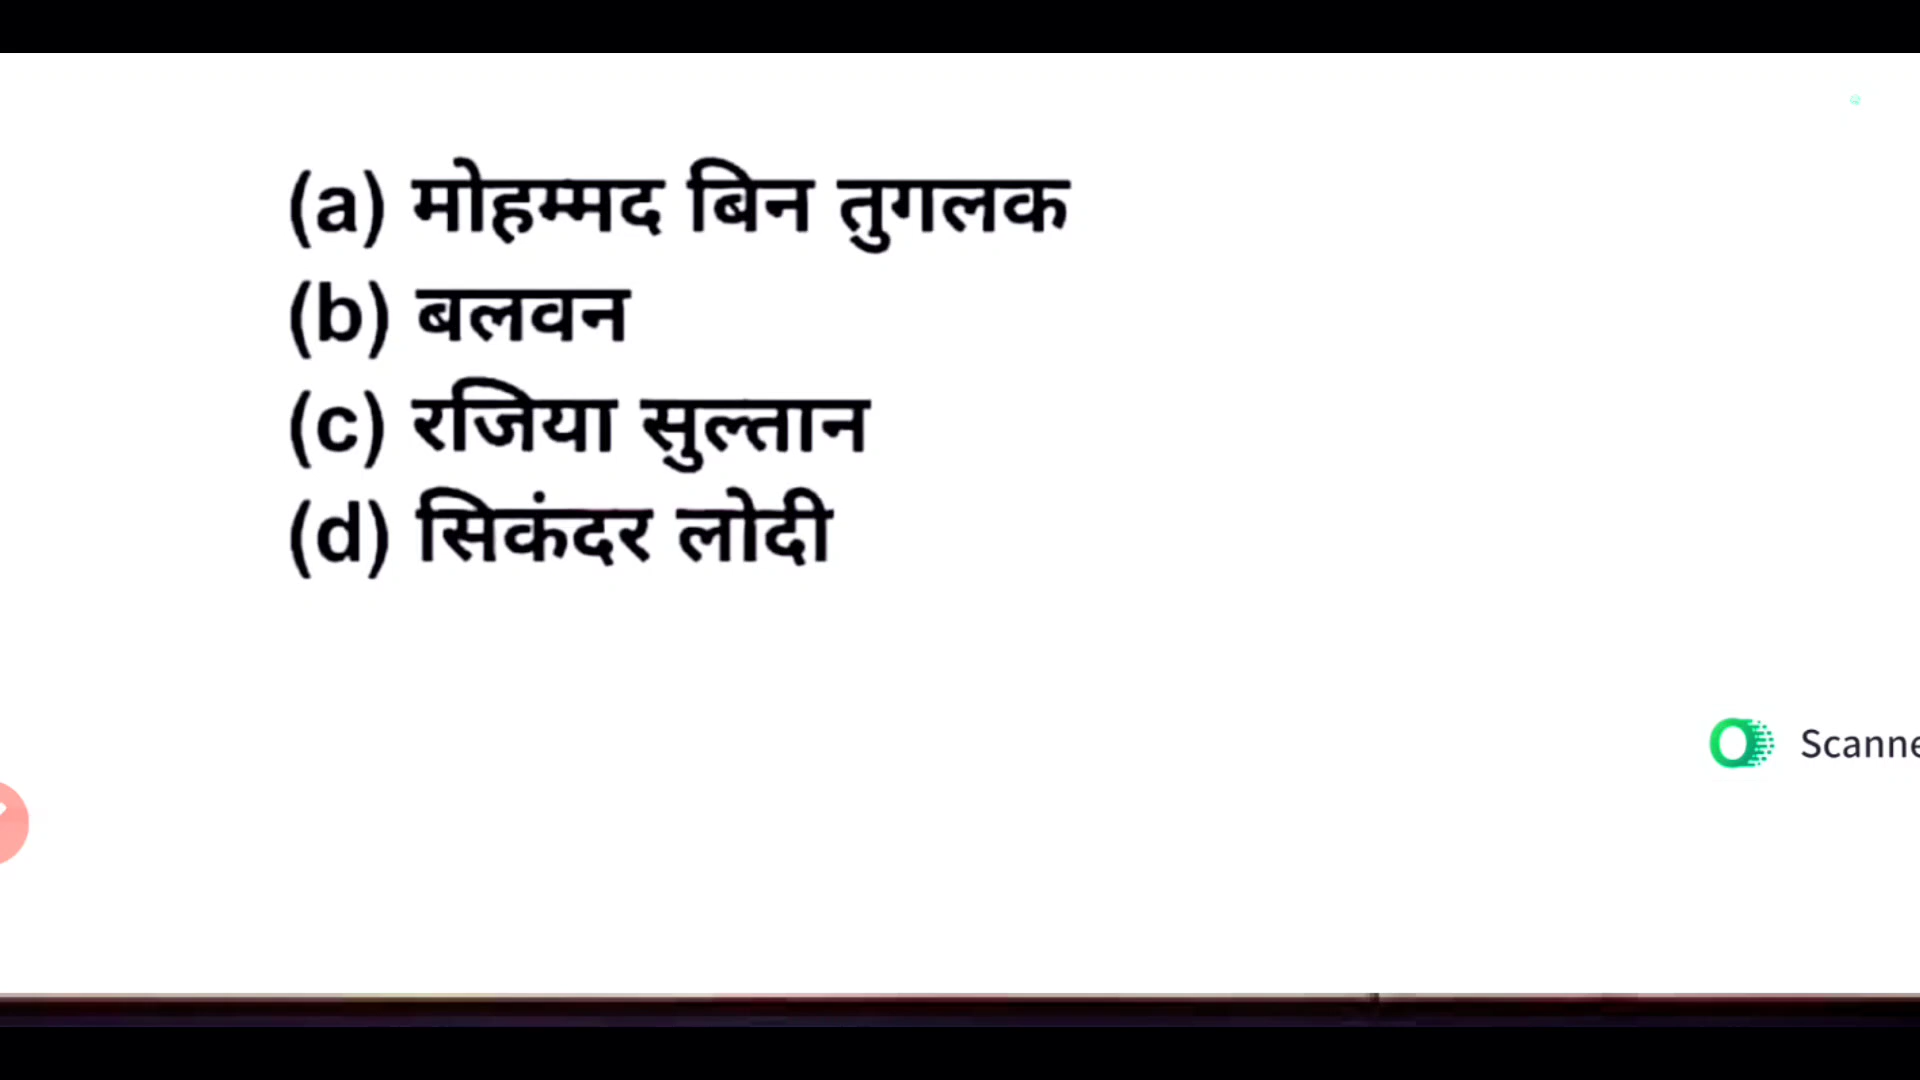 (a) मोहम्मद बिन तुगलक
(b) बलवन
(c) रजिया सुल्तान
(d) सिकंदर लोदी
Scanne